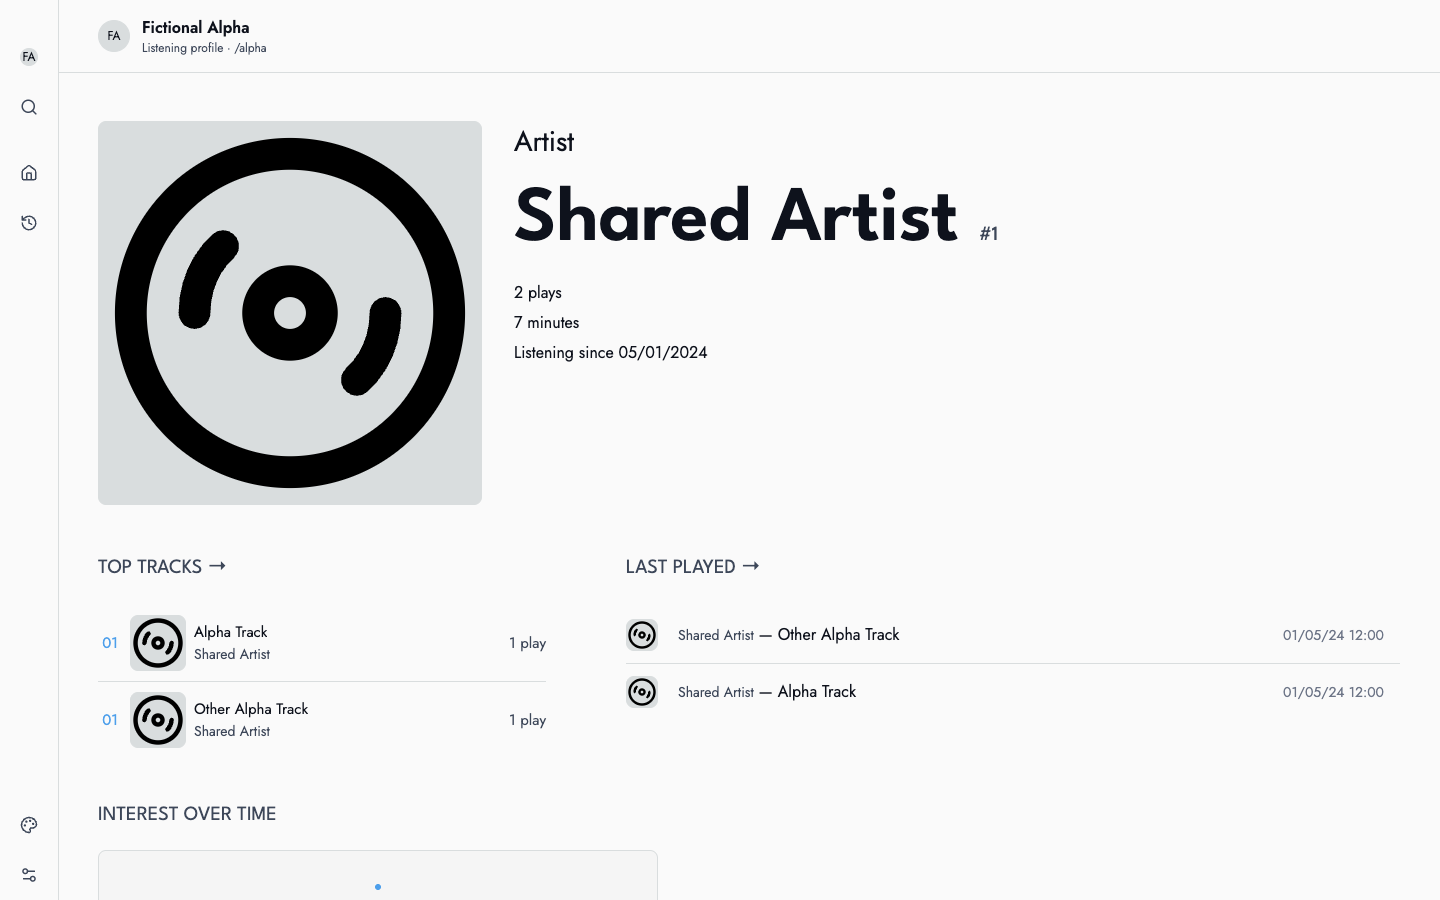 FA
FA
Fictional Alpha
Listening profile · /alpha
Artist
Shared Artist #1
2 plays
7 minutes
Listening since 05/01/2024
TOP TRACKS →
01
Alpha Track
Shared Artist
1 play
01
Other Alpha Track
Shared Artist
1 play
LAST PLAYED →
Shared Artist — Other Alpha Track 01/05/24 12:00
Shared Artist — Alpha Track 01/05/24 12:00
INTEREST OVER TIME